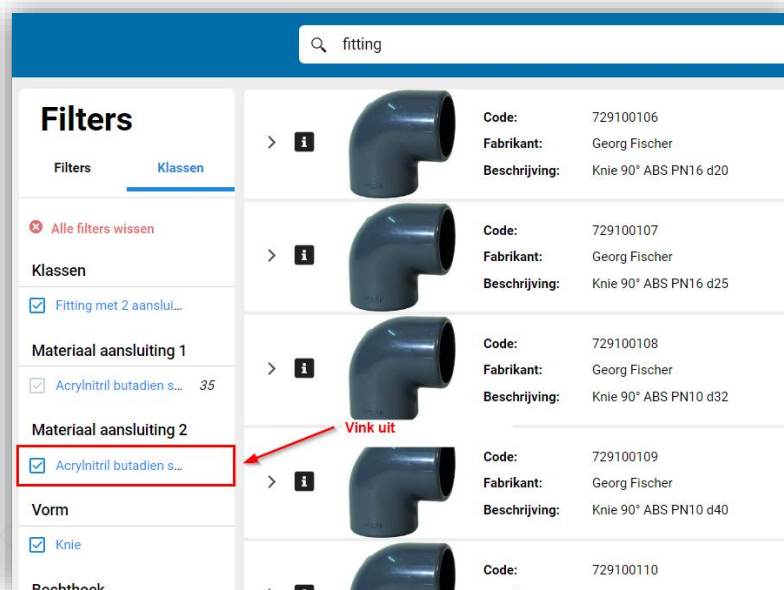 fitting
Filters
Filters Klassen
Alle filters wissen
Klassen
Fitting met 2 aanslui...
Materiaal aansluiting 1
Acrylnitril butadien s... 35
Materiaal aansluiting 2
Acrylnitril butadien s...
Vorm
Knie
Bochthoek
Code: 729100106
Fabrikant: Georg Fischer
Beschrijving: Knie 90° ABS PN16 d20
Code: 729100107
Fabrikant: Georg Fischer
Beschrijving: Knie 90° ABS PN16 d25
Code: 729100108
Fabrikant: Georg Fischer
Beschrijving: Knie 90° ABS PN10 d32
Vink uit
Code: 729100109
Fabrikant: Georg Fischer
Beschrijving: Knie 90° ABS PN10 d40
Code: 729100110